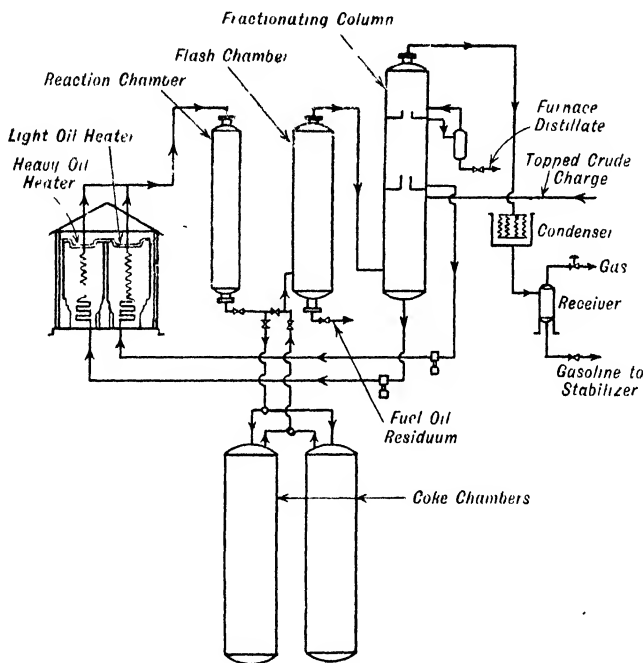 Fractionating Column
Flash Chamber
Reaction Chamber
Light Oil Heater
Heavy Oil
Heater
Furnace
Distillate
Topped Crude
Charge
Condenser
Gas
Receiver
Gasoline to
Stabilizer
Fuel Oil
Residuum
Coke Chambers